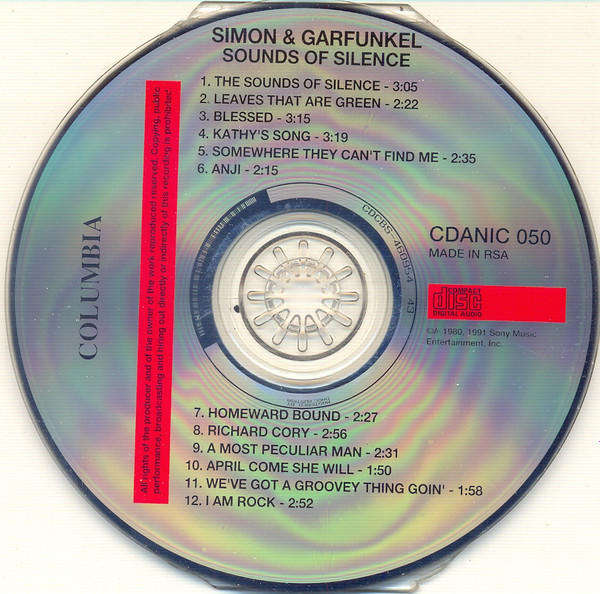 SIMON & GARFUNKEL
SOUNDS OF SILENCE
1. THE SOUNDS OF SILENCE - 3:05
2. LEAVES THAT ARE GREEN - 2:22
3. BLESSED - 3:15
4. KATHY'S SONG - 3:19
5. SOMEWHERE THEY CAN'T FIND ME - 2:35
6. ANJI - 2:15
All rights of the producer and of the owner of the work reproduced reserved. Copying, public
performance, broadcasting and hiring out directly or indirectly of this recording is prohibited.
COLUMBIA
CDCBS 460954 43
CDANIC 050
MADE IN RSA
COMPACT
disc
DIGITAL AUDIO
1980, 1991 Sony Music
Entertainment, Inc.
7. HOMEWARD BOUND - 2:27
8. RICHARD CORY - 2:56
9. A MOST PECULIAR MAN - 2:31
10. APRIL COME SHE WILL - 1:50
11. WE'VE GOT A GROOVEY THING GOIN' - 1:58
12. I AM ROCK - 2:52